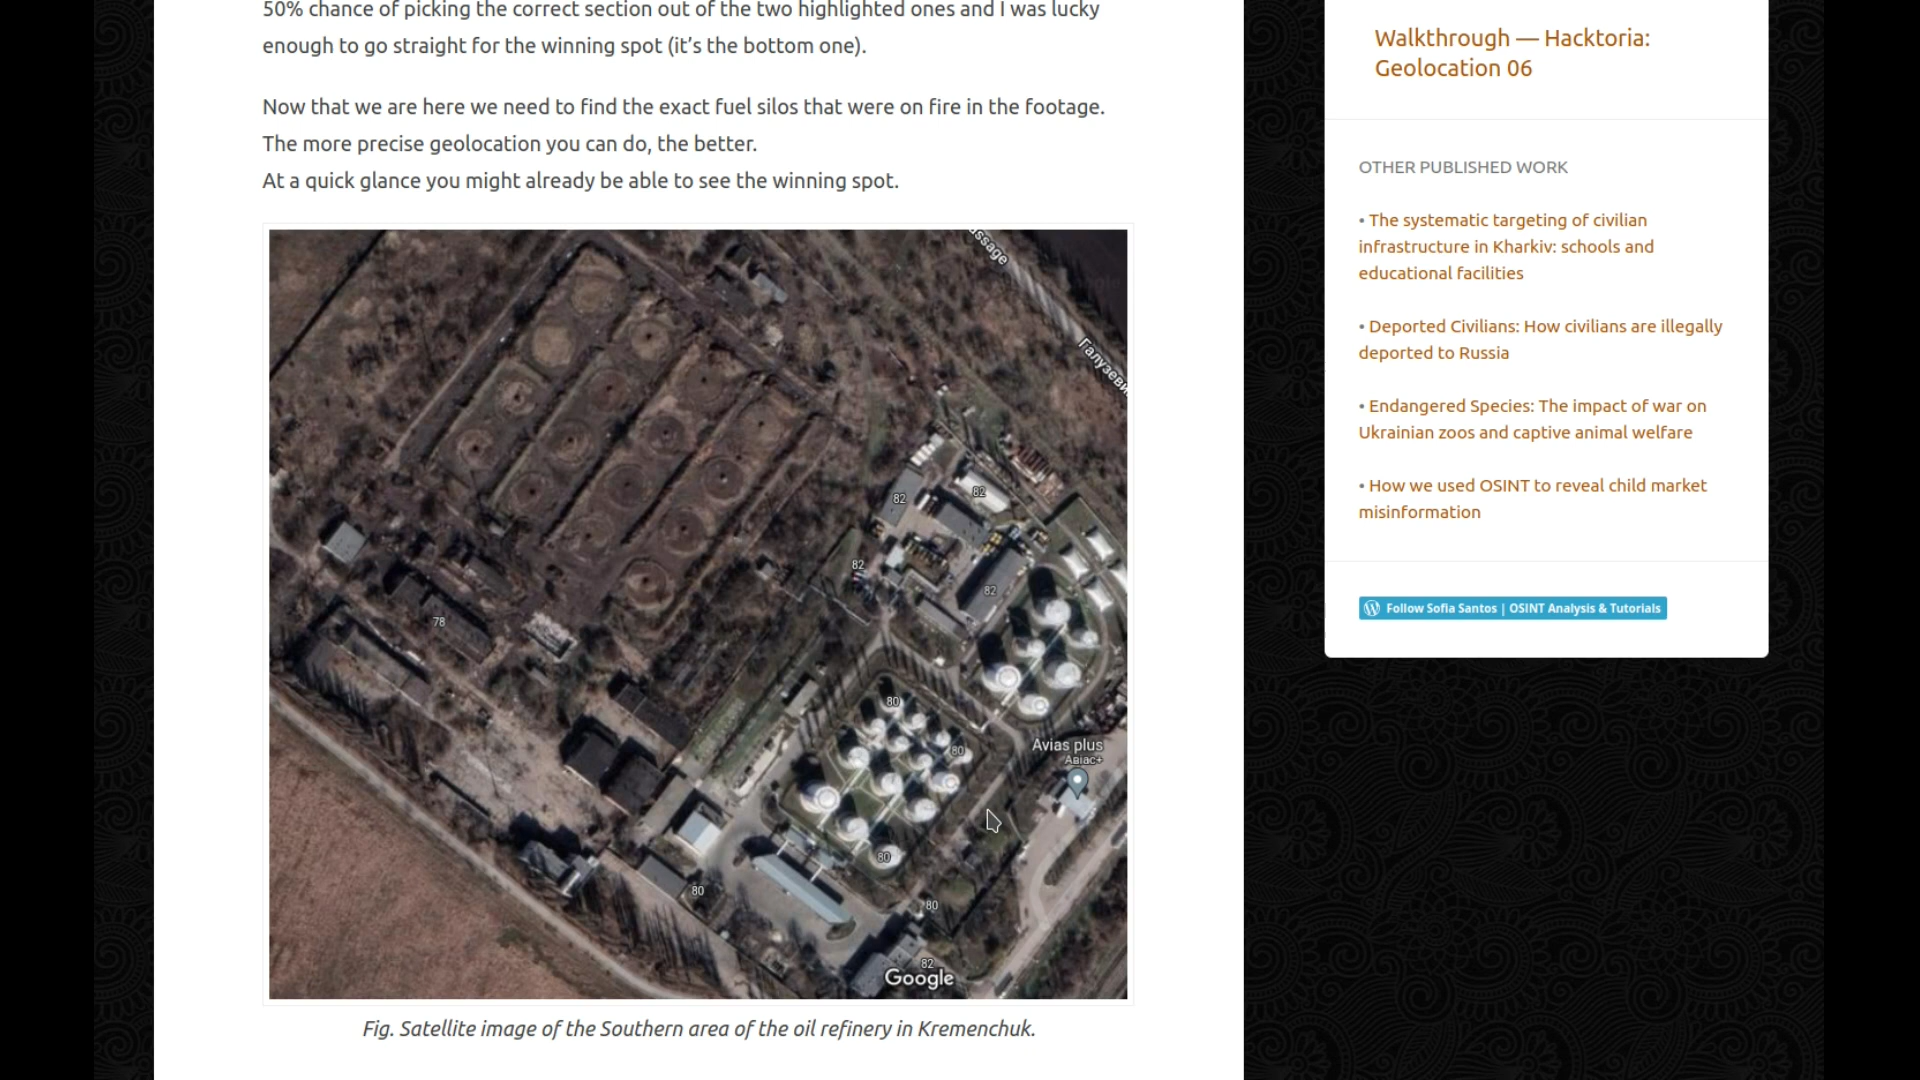 50% chance of picking the correct section out of the two highlighted ones and I was lucky
enough to go straight for the winning spot (it’s the bottom one).
Now that we are here we need to find the exact fuel silos that were on fire in the footage.
The more precise geolocation you can do, the better.
At a quick glance you might already be able to see the winning spot.
ssage
Галузеви
82
82
82
82
78
80
80
Avias plus
Авіас+
80
80
80
82
Google
Fig. Satellite image of the Southern area of the oil refinery in Kremenchuk.
Walkthrough — Hacktoria:
Geolocation 06
OTHER PUBLISHED WORK
• The systematic targeting of civilian
infrastructure in Kharkiv: schools and
educational facilities
• Deported Civilians: How civilians are illegally
deported to Russia
• Endangered Species: The impact of war on
Ukrainian zoos and captive animal welfare
• How we used OSINT to reveal child market
misinformation
Follow Sofia Santos | OSINT Analysis & Tutorials